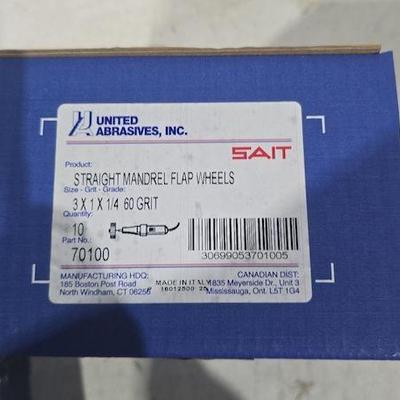 UNITED
ABRASIVES, INC.
SAIT
Product:
STRAIGHT MANDREL FLAP WHEELS
Size - Grit - Grade:
3 X 1 X 1/4 60 GRIT
Quantity:
10
Part No.:
70100
30699053701005
MANUFACTURING HDQ:
185 Boston Post Road
North Windham, CT 06256
MADE IN ITALY
CANADIAN DIST:
1835 Meyerside Dr., Unit 3
Mississauga, Ont. L5T 1G4